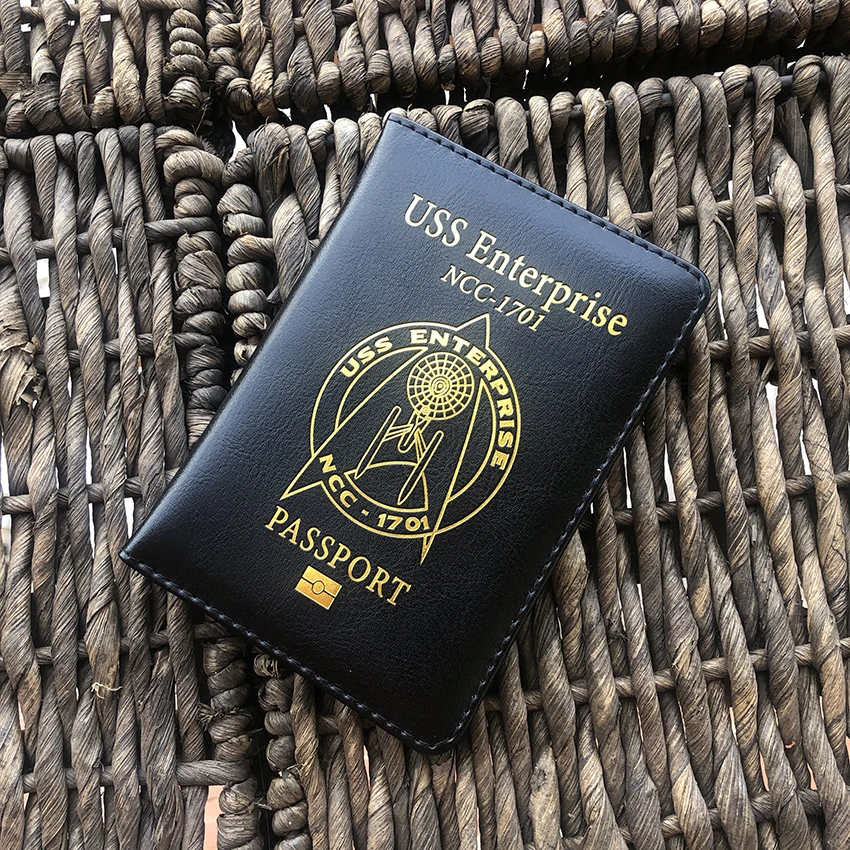 USS Enterprise
NCC-1701
USS ENTERPRISE
NCC - 1701
PASSPORT